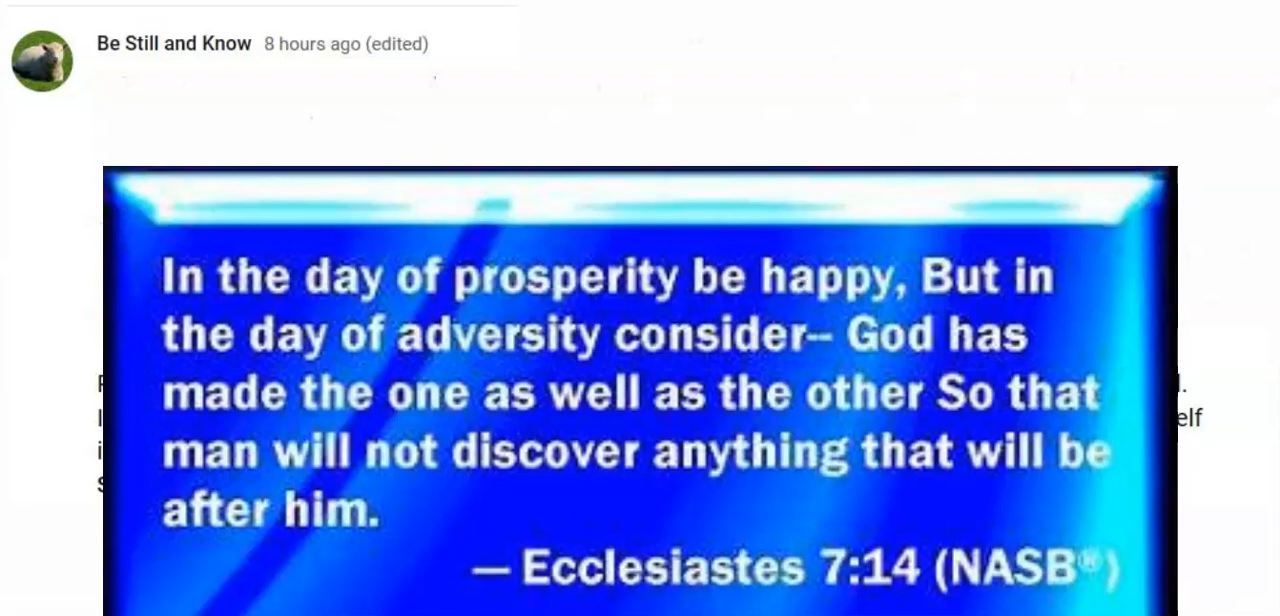 Be Still and Know 8 hours ago (edited)
In the day of prosperity be happy, But in
the day of adversity consider-- God has
made the one as well as the other So that
man will not discover anything that will be
after him.
— Ecclesiastes 7:14 (NASB®)